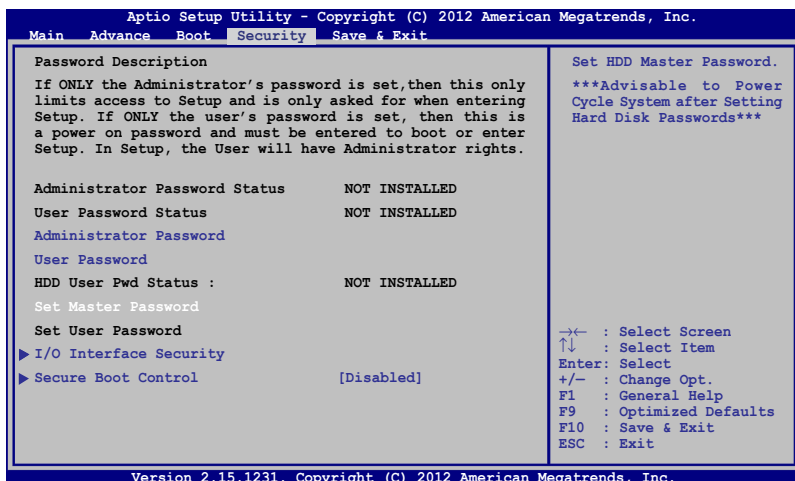 Aptio Setup Utility - Copyright (C) 2012 American Megatrends, Inc.
Main Advance Boot Security Save & Exit
Password Description
If ONLY the Administrator's password is set,then this only
limits access to Setup and is only asked for when entering
Setup. If ONLY the user's password is set, then this is
a power on password and must be entered to boot or enter
Setup. In Setup, the User will have Administrator rights.
Administrator Password Status NOT INSTALLED
User Password Status NOT INSTALLED
Administrator Password
User Password
HDD User Pwd Status : NOT INSTALLED
Set Master Password
Set User Password
I/O Interface Security
Secure Boot Control [Disabled]
Set HDD Master Password.
***Advisable to Power
Cycle System after Setting
Hard Disk Passwords***
→← : Select Screen
↑↓ : Select Item
Enter: Select
+/— : Change Opt.
F1 : General Help
F9 : Optimized Defaults
F10 : Save & Exit
ESC : Exit
Version 2.15.1231. Copyright (C) 2012 American Megatrends, Inc.